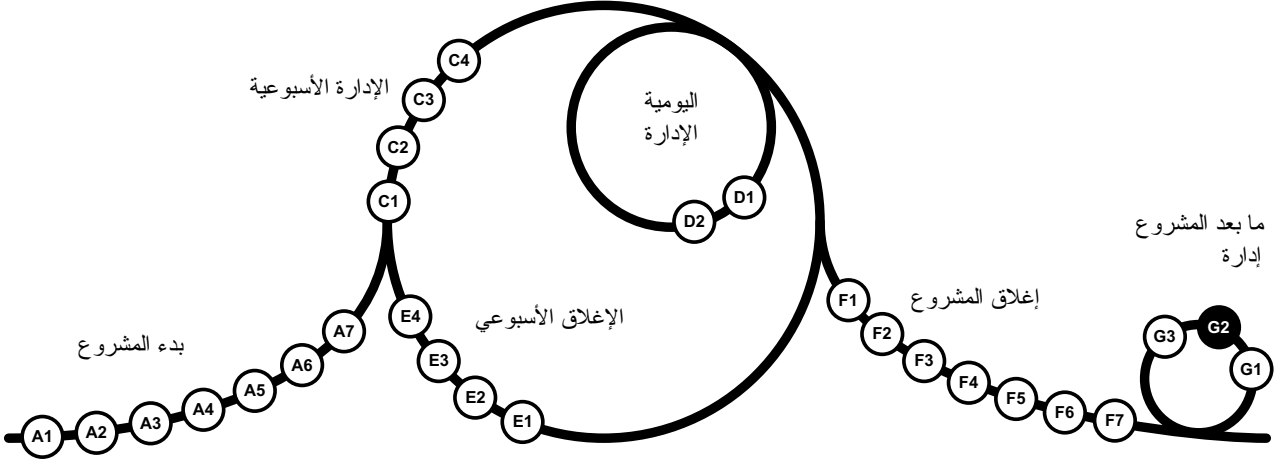 بدء المشروع
A1
A2
A3
A4
A5
A6
A7
الإدارة الأسبوعية
C1
C2
C3
C4
اليومية
الإدارة
D1
D2
الإغلاق الأسبوعي
E1
E2
E3
E4
إغلاق المشروع
F1
F2
F3
F4
F5
F6
F7
ما بعد المشروع
إدارة
G1
G2
G3